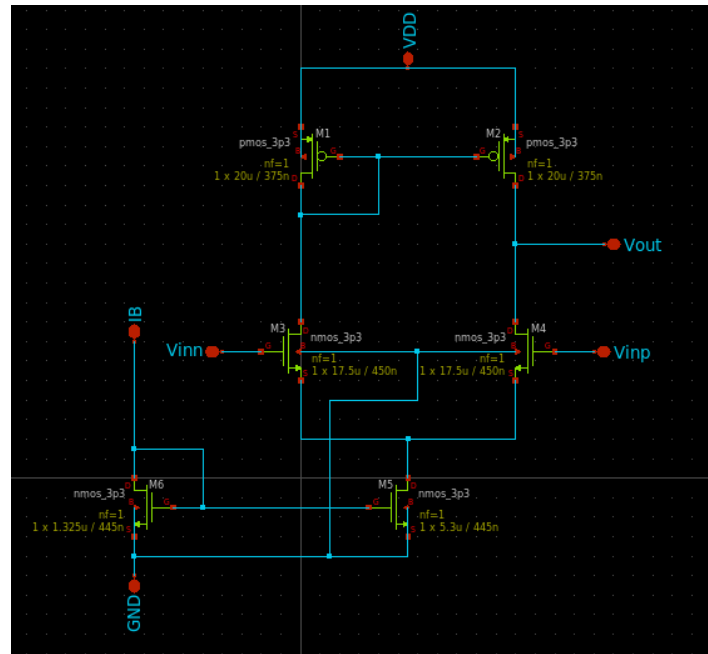 VDD
S
M1
pmos_3p3
B
G
nf=1
1 x 20u / 375n
D
S
M2
pmos_3p3
B
G
nf=1
1 x 20u / 375n
D
Vout
IB
Vinn
M3
D
nmos_3p3
G
B
nf=1
1 x 17.5u / 450n
S
M4
D
nmos_3p3
B
G
nf=1
1 x 17.5u / 450n
S
Vinp
M6
D
nmos_3p3
B
G
nf=1
1 x 1.325u / 445n
S
M5
D
nmos_3p3
G
B
nf=1
1 x 5.3u / 445n
S
GND